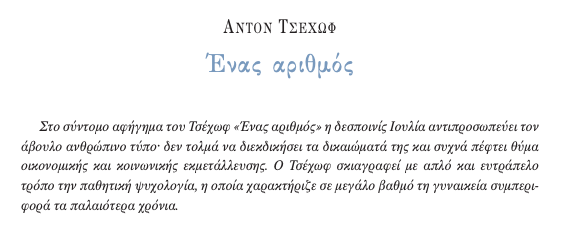 ΑΝΤΟΝ ΤΣΕΧΩΦ
Ένας αριθμός
Στο σύντομο αφήγημα του Τσέχωφ «Ένας αριθμός» η δεσποινίς Ιουλία αντιπροσωπεύει τον
άβουλο ανθρώπινο τύπο· δεν τολμά να διεκδικήσει τα δικαιώματά της και συχνά πέφτει θύμα
οικονομικής και κοινωνικής εκμετάλλευσης. Ο Τσέχωφ σκιαγραφεί με απλό και ευτράπελο
τρόπο την παθητική ψυχολογία, η οποία χαρακτήριζε σε μεγάλο βαθμό τη γυναικεία συμπερι-
φορά τα παλαιότερα χρόνια.